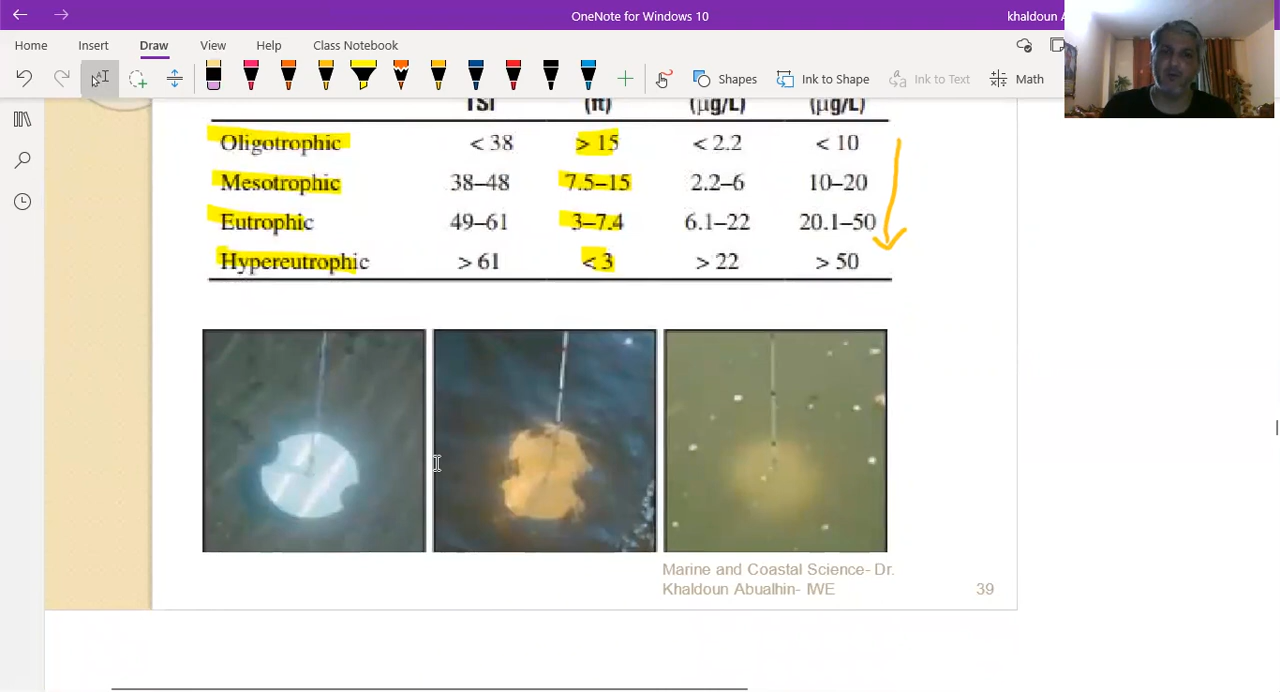 OneNote for Windows 10
khaldoun A
Home Insert Draw View Help Class Notebook
Shapes Ink to Shape Ink to Text Math
TSI (ft) (µg/L) (µg/L)
Oligotrophic < 38 > 15 < 2.2 < 10
Mesotrophic 38–48 7.5–15 2.2–6 10–20
Eutrophic 49–61 3–7.4 6.1–22 20.1–50
Hypereutrophic > 61 < 3 > 22 > 50
Marine and Coastal Science- Dr.
Khaldoun Abualhin- IWE 39